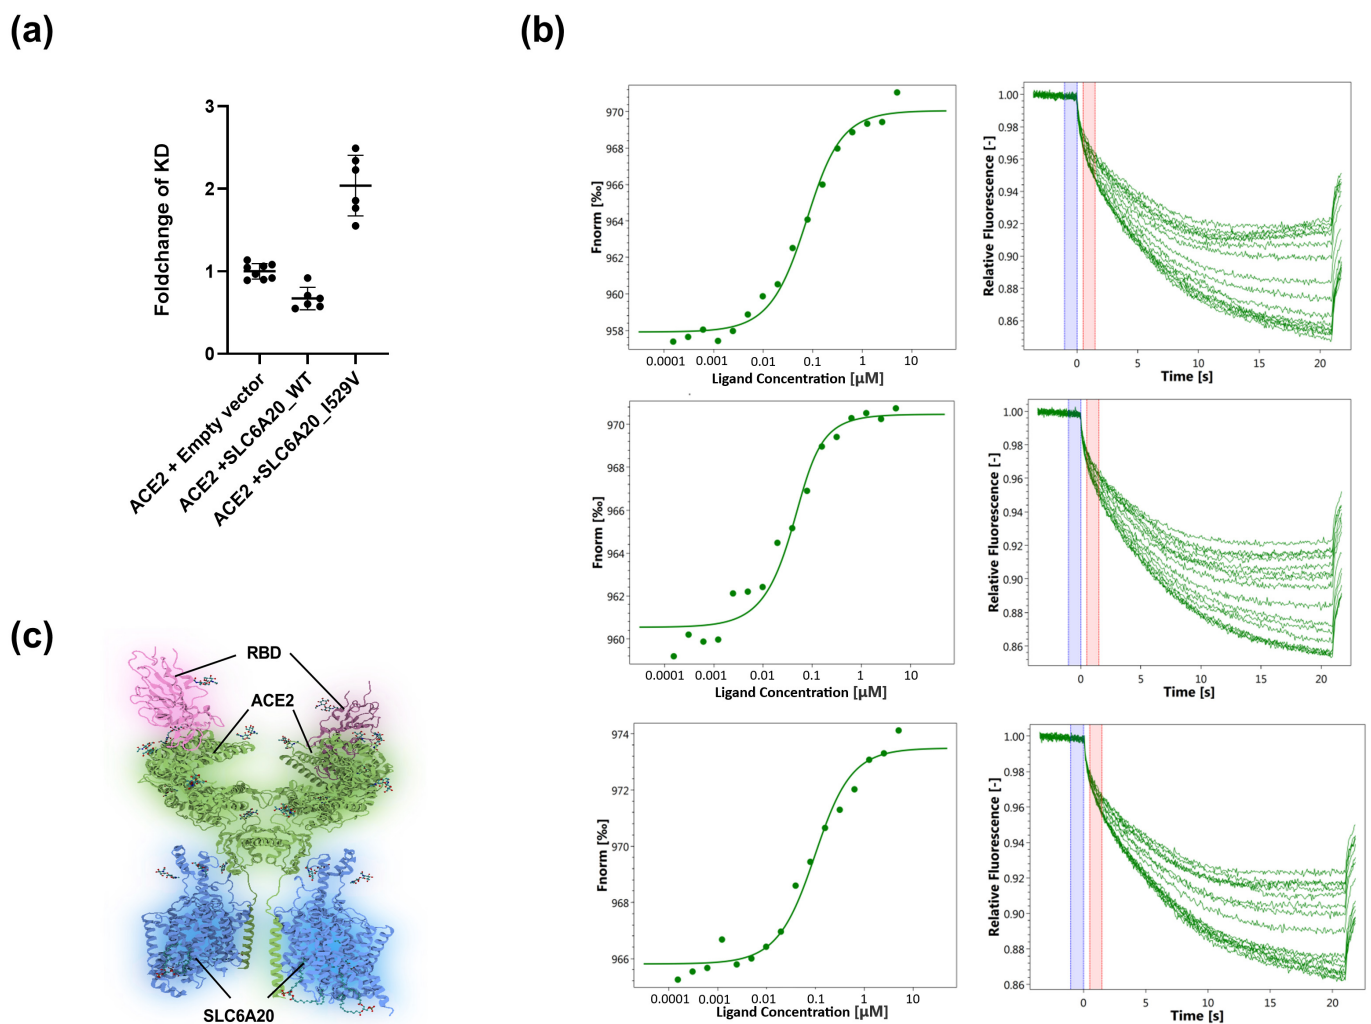 (a)
3
2
1
0
Foldchange of KD
ACE2 + Empty vector
ACE2 +SLC6A20_WT
ACE2 +SLC6A20_I529V
(b)
970
968
966
964
962
960
958
Fnorm [‰]
0.0001 0.001 0.01 0.1 1 10
Ligand Concentration [µM]
1.00
0.98
0.96
0.94
0.92
0.90
0.88
0.86
Relative Fluorescence [-]
0 5 10 15 20
Time [s]
970
968
966
964
962
960
Fnorm [‰]
0.0001 0.001 0.01 0.1 1 10
Ligand Concentration [µM]
1.00
0.98
0.96
0.94
0.92
0.90
0.88
0.86
Relative Fluorescence [-]
0 5 10 15 20
Time [s]
974
972
970
968
966
Fnorm [‰]
0.0001 0.001 0.01 0.1 1 10
Ligand Concentration [µM]
1.00
0.98
0.96
0.94
0.92
0.90
0.88
0.86
Relative Fluorescence [-]
0 5 10 15 20
Time [s]
(c)
RBD
ACE2
SLC6A20